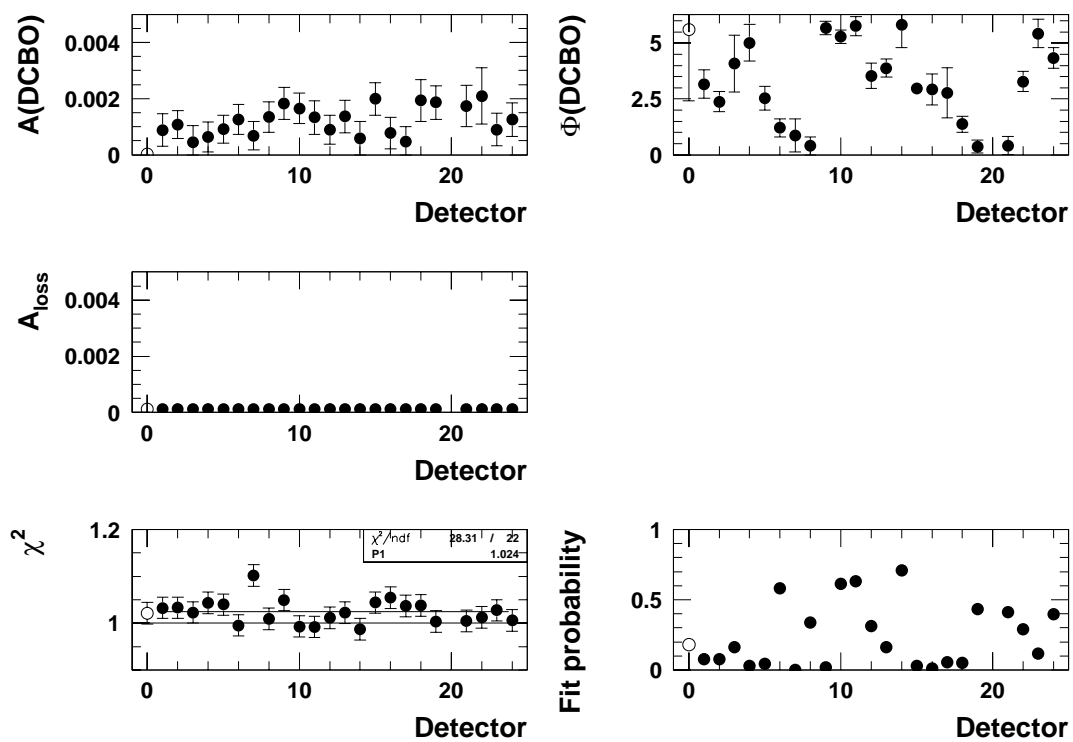 A(DCBO)
0.004
0.002
0
0
10
20
Detector
Φ(DCBO)
5
2.5
0
0
10
20
Detector
A_loss
0.004
0.002
0
0
10
20
Detector
χ²
1.2
1
χ²/ndf 28.31 / 22
P1 1.024
0
10
20
Detector
Fit probability
1
0.5
0
0
10
20
Detector